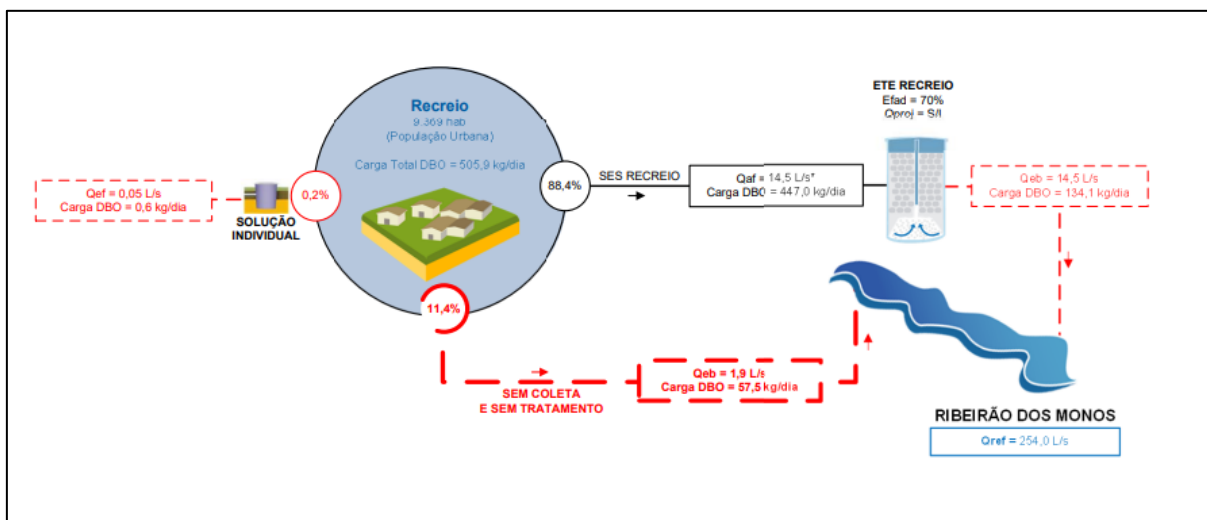 Recreio
9.369 hab
(População Urbana)
Carga Total DBO = 505,9 kg/dia
Qef = 0,05 L/s
Carga DBO = 0,6 kg/dia
SOLUÇÃO
INDIVIDUAL
0,2%
88,4%
SES RECREIO
Qaf = 14,5 L/s*
Carga DBO = 447,0 kg/dia
ETE RECREIO
Efad = 70%
Qproj = S/I
Qeb = 14,5 L/s
Carga DBO = 134,1 kg/dia
11,4%
SEM COLETA
E SEM TRATAMENTO
Qeb = 1,9 L/s
Carga DBO = 57,5 kg/dia
RIBEIRÃO DOS MONOS
Qref = 254,0 L/s